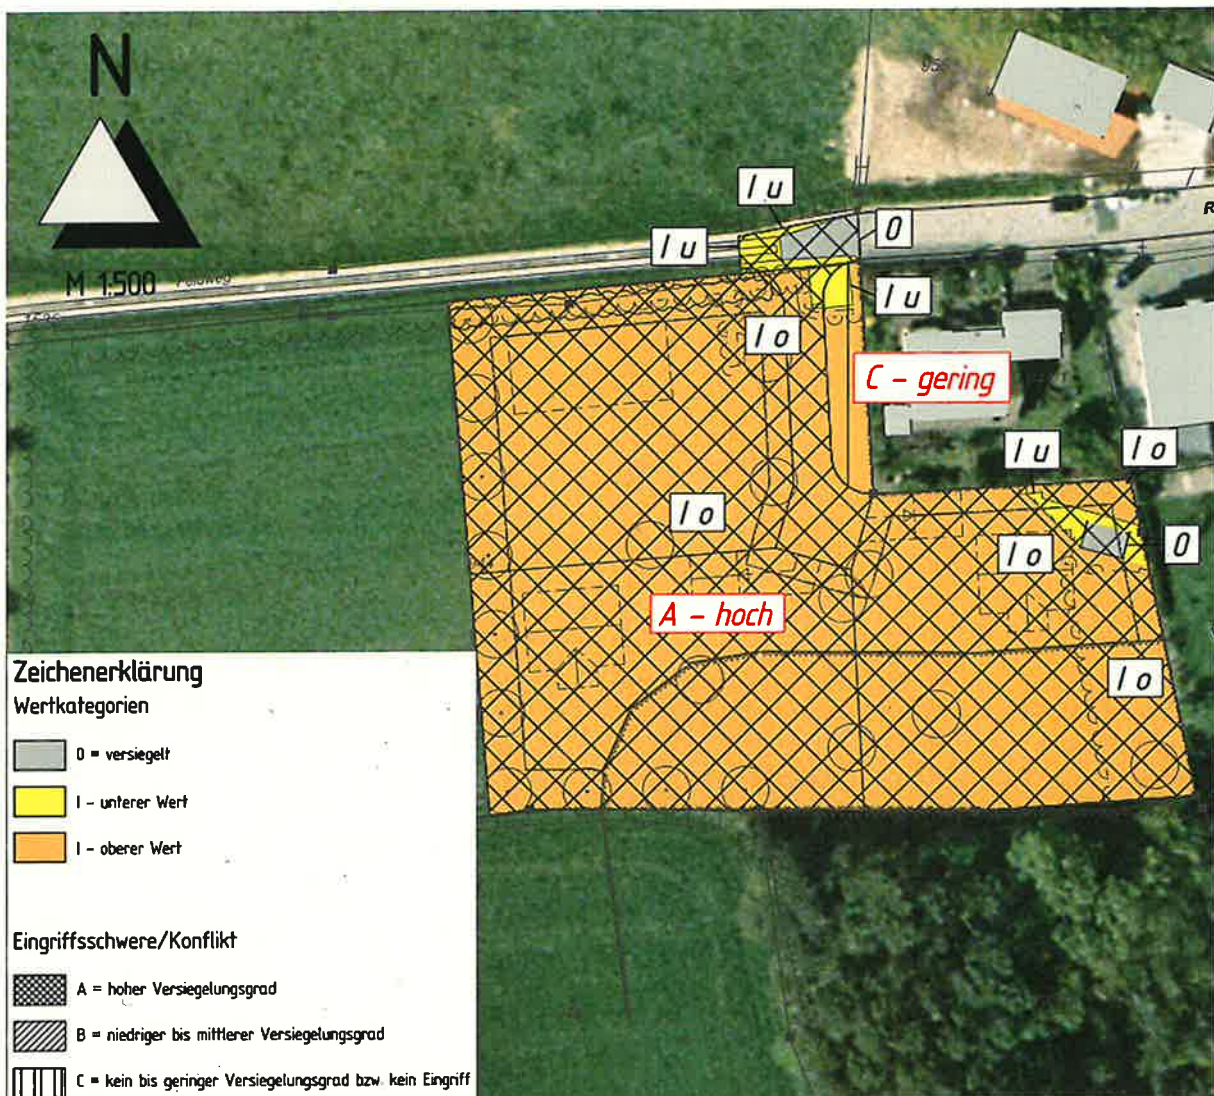 N
M 1:500
I u
I u
0
I u
I o
C - gering
I u
I o
I o
I o
0
A - hoch
I o
Zeichenerklärung
Wertkategorien
0 = versiegelt
I - unterer Wert
I - oberer Wert
Eingriffsschwere/Konflikt
A = hoher Versiegelungsgrad
B = niedriger bis mittlerer Versiegelungsgrad
C = kein bis geringer Versiegelungsgrad bzw. kein Eingriff